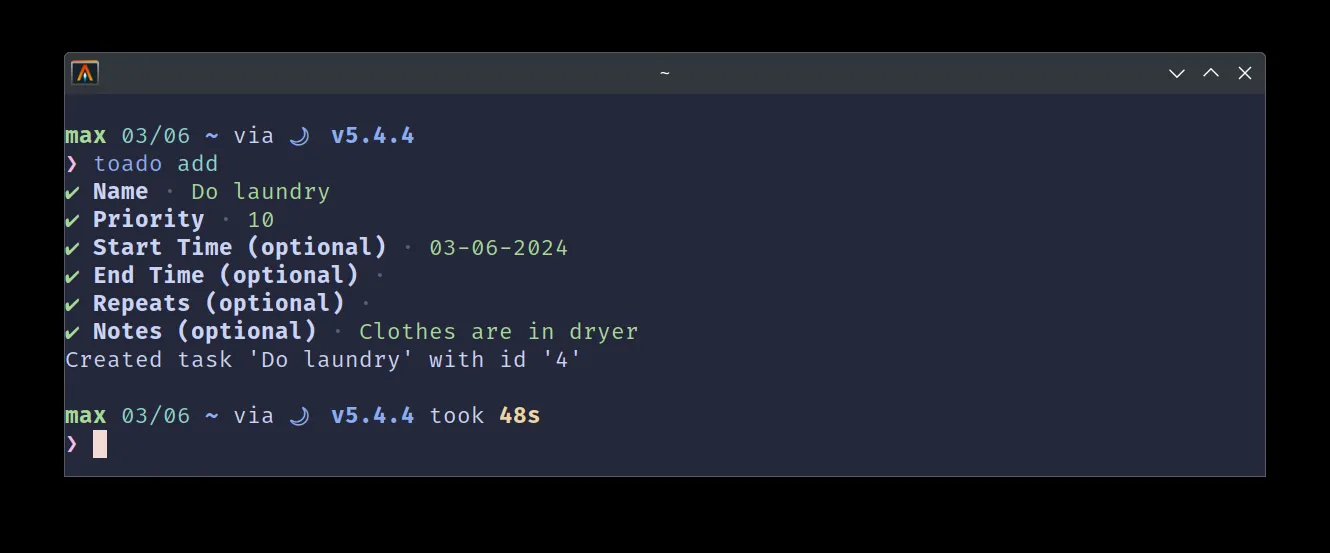 ~
max 03/06 ~ via v5.4.4
❯ toado add
✔ Name · Do laundry
✔ Priority · 10
✔ Start Time (optional) · 03-06-2024
✔ End Time (optional) ·
✔ Repeats (optional) ·
✔ Notes (optional) · Clothes are in dryer
Created task 'Do laundry' with id '4'
max 03/06 ~ via v5.4.4 took 48s
❯